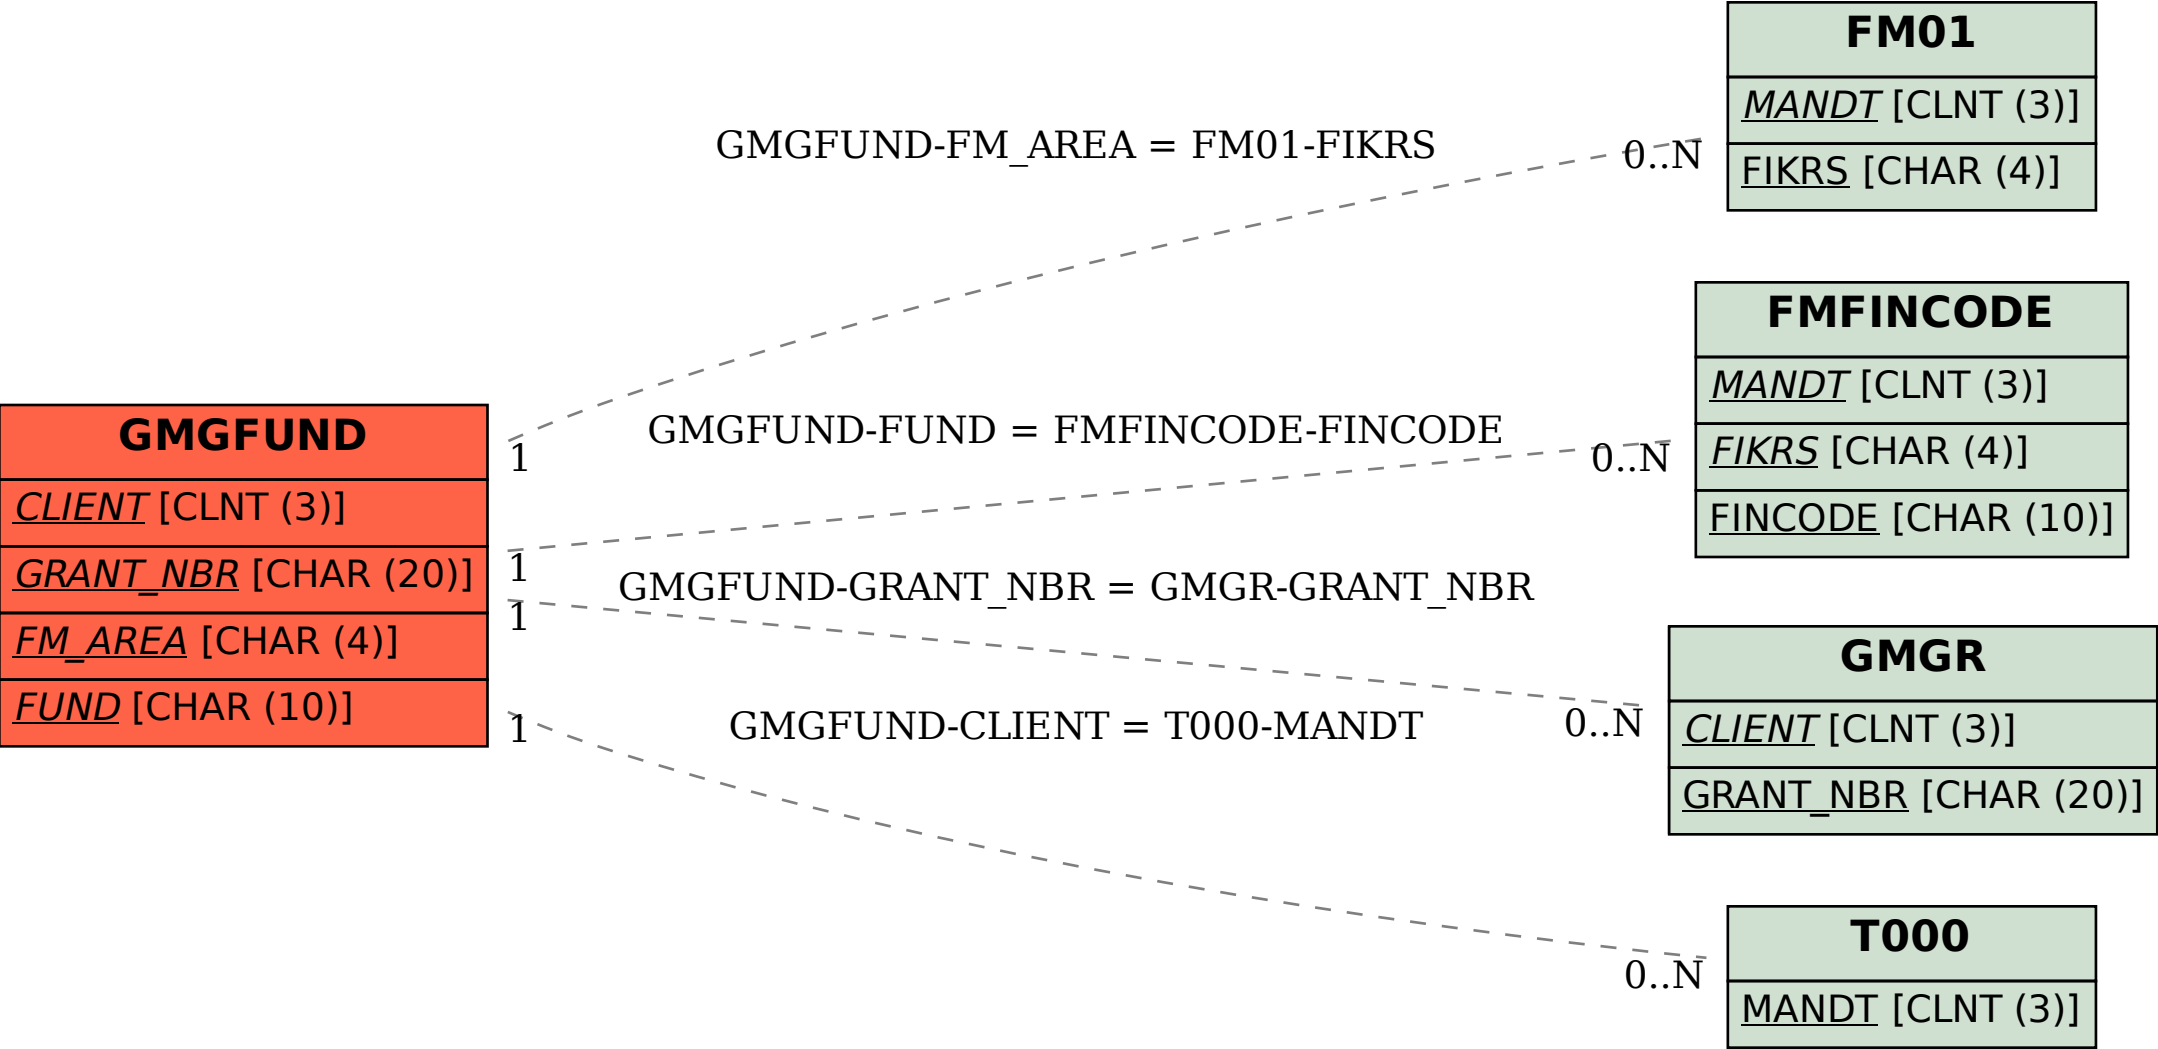 FM01
MANDT [CLNT (3)]
FIKRS [CHAR (4)]
GMGFUND-FM_AREA = FM01-FIKRS
0..N
1
FMFINCODE
MANDT [CLNT (3)]
FIKRS [CHAR (4)]
FINCODE [CHAR (10)]
GMGFUND-FUND = FMFINCODE-FINCODE
0..N
1
GMGFUND
CLIENT [CLNT (3)]
GRANT_NBR [CHAR (20)]
FM_AREA [CHAR (4)]
FUND [CHAR (10)]
GMGFUND-GRANT_NBR = GMGR-GRANT_NBR
1
0..N
GMGR
CLIENT [CLNT (3)]
GRANT_NBR [CHAR (20)]
GMGFUND-CLIENT = T000-MANDT
1
0..N
T000
MANDT [CLNT (3)]